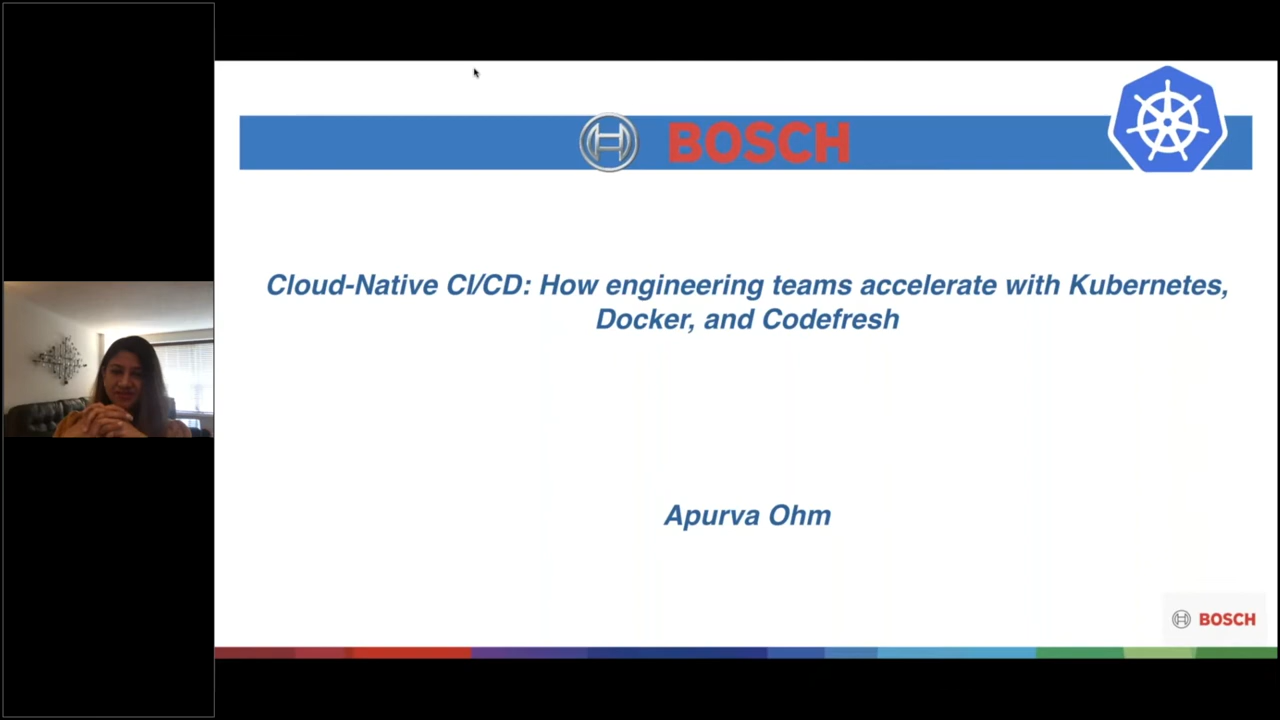 BOSCH
Cloud-Native CI/CD: How engineering teams accelerate with Kubernetes,
Docker, and Codefresh
Apurva Ohm
BOSCH